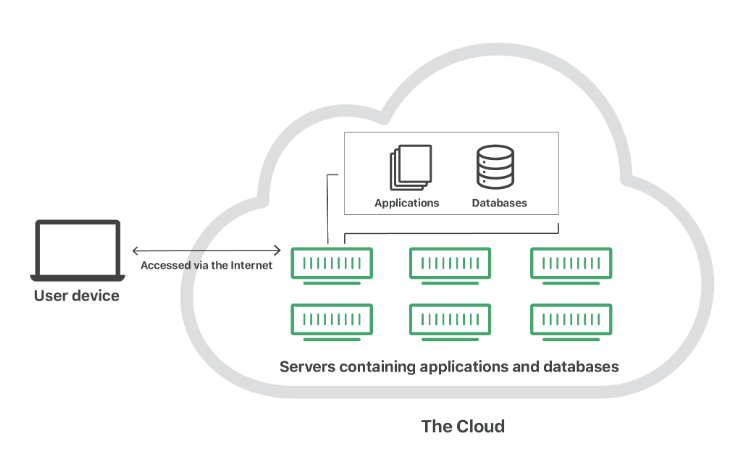 Applications
Databases
Accessed via the Internet
User device
Servers containing applications and databases
The Cloud